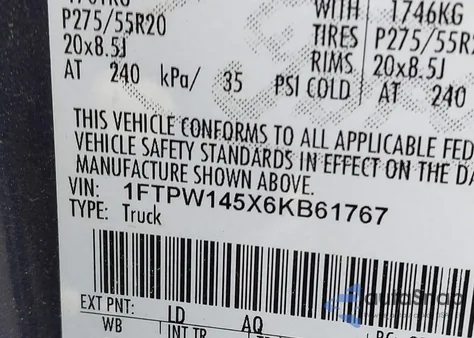 WITH 1746KG
P275/55R20 TIRES P275/55R
20x8.5J RIMS 20x8.5J
AT 240 kPa/ 35 PSI COLD AT 240
THIS VEHICLE CONFORMS TO ALL APPLICABLE FED
VEHICLE SAFETY STANDARDS IN EFFECT ON THE DA
MANUFACTURE SHOWN ABOVE.
VIN: 1FTPW145X6KB61767
TYPE: Truck
EXT PNT: LD AQ
WB INT TR
autoSnap